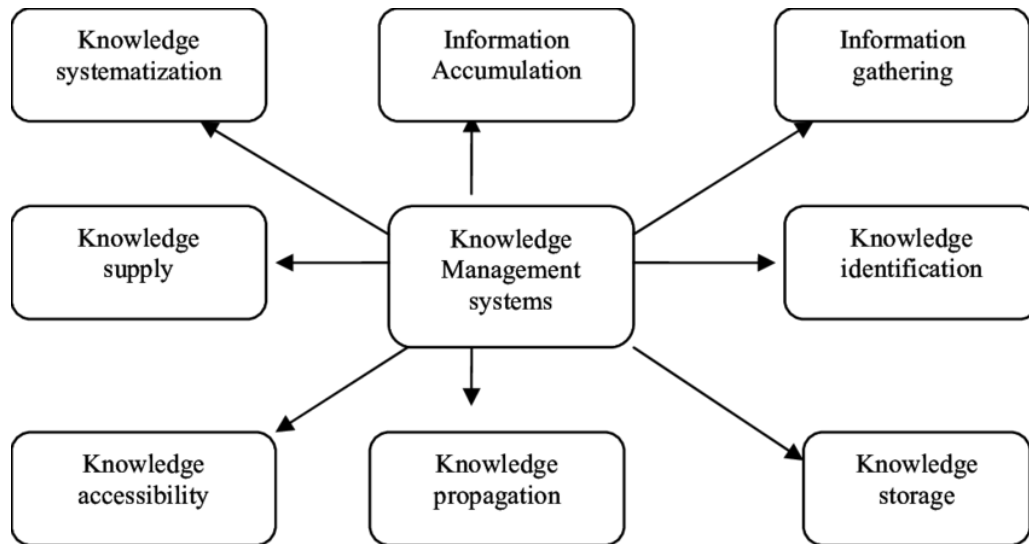 Knowledge
systematization
Information
Accumulation
Information
gathering
Knowledge
supply
Knowledge
Management
systems
Knowledge
identification
Knowledge
accessibility
Knowledge
propagation
Knowledge
storage